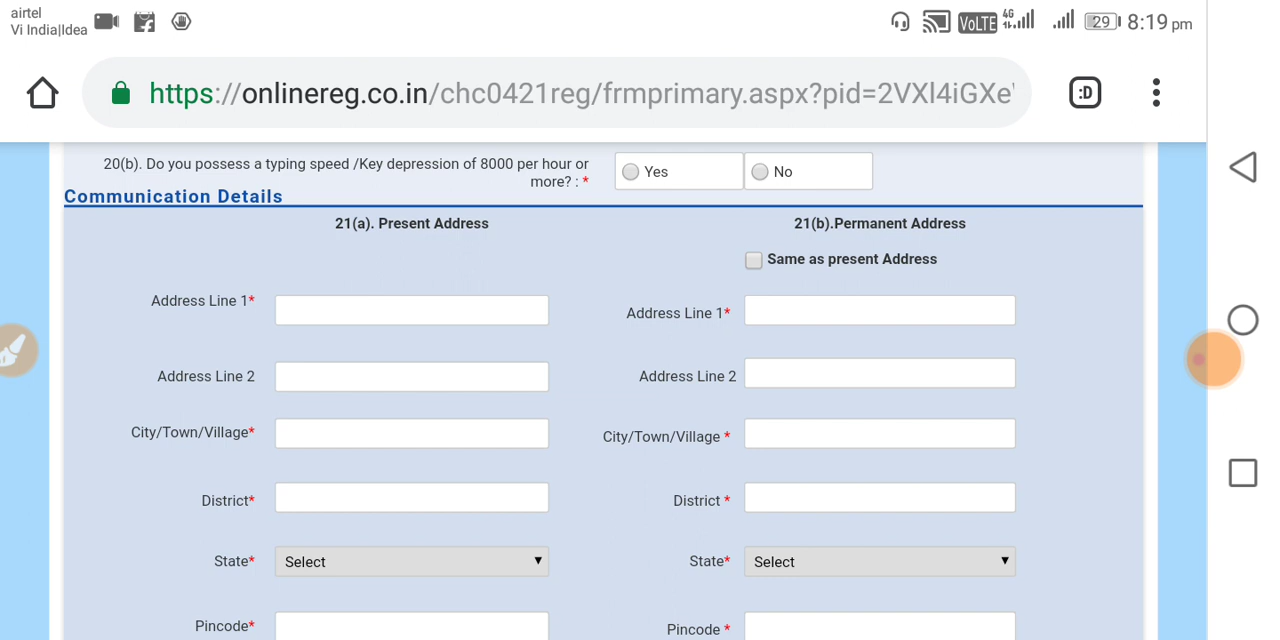 airtel
Vi India|Idea
VoLTE 4G 29 8:19 pm
https://onlinereg.co.in/chc0421reg/frmprimary.aspx?pid=2VXl4iGXe
:D
20(b). Do you possess a typing speed /Key depression of 8000 per hour or
more? : *
Yes No
Communication Details
21(a). Present Address 21(b).Permanent Address
Same as present Address
Address Line 1* Address Line 1*
Address Line 2 Address Line 2
City/Town/Village* City/Town/Village *
District* District *
State* Select State* Select
Pincode* Pincode *